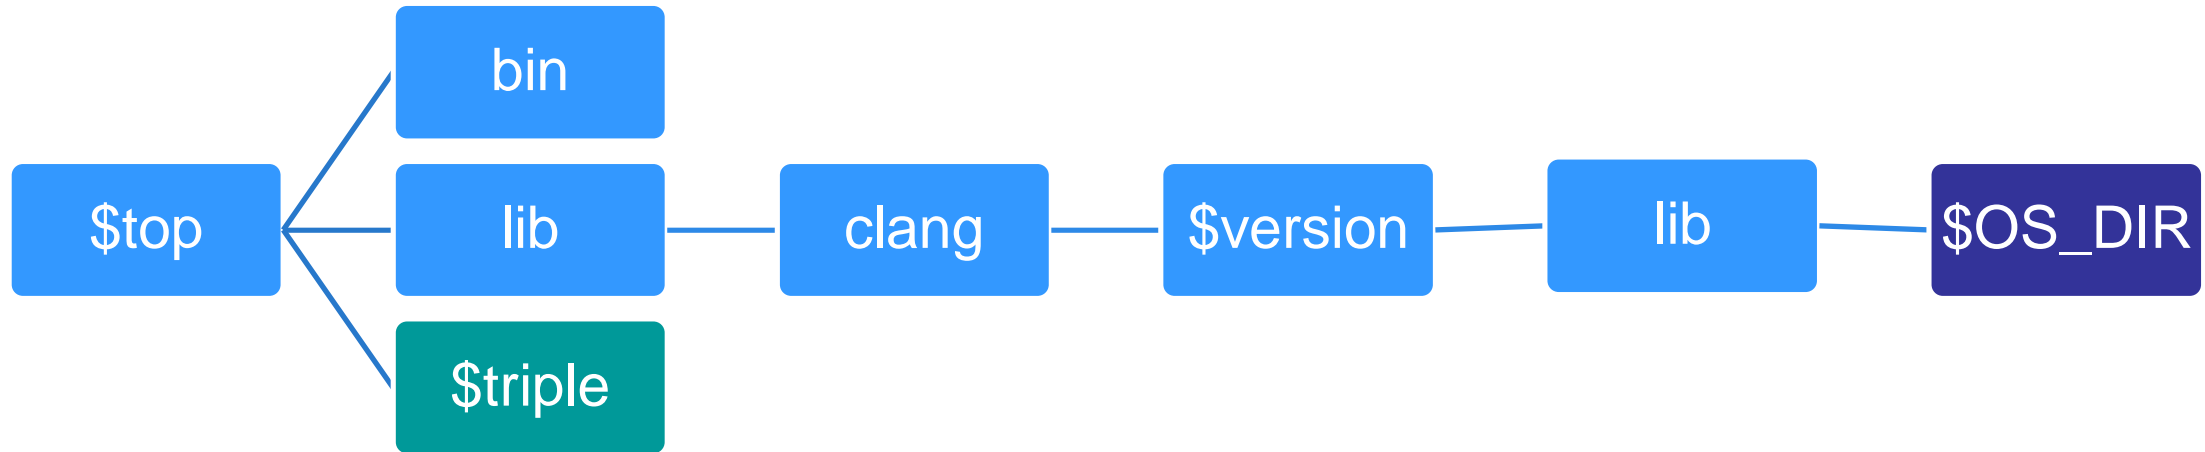 bin
$top
lib
clang
$version
lib
$OS_DIR
$triple